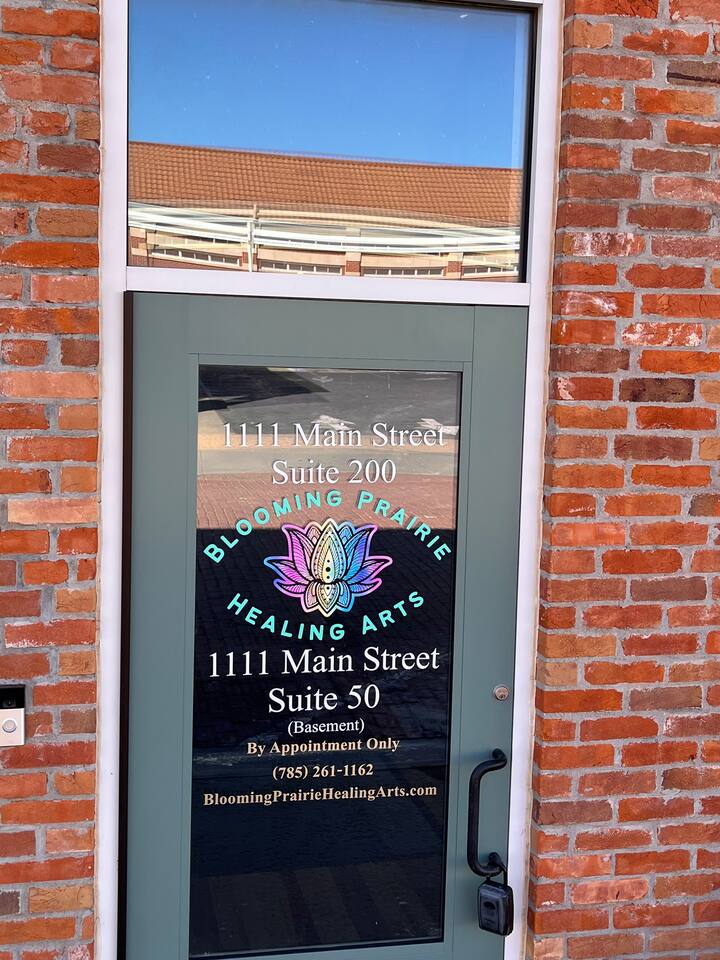 1111 Main Street
Suite 200
BLOOMING PRAIRIE
HEALING ARTS
1111 Main Street
Suite 50
(Basement)
By Appointment Only
(785) 261-1162
BloomingPrairieHealingArts.com